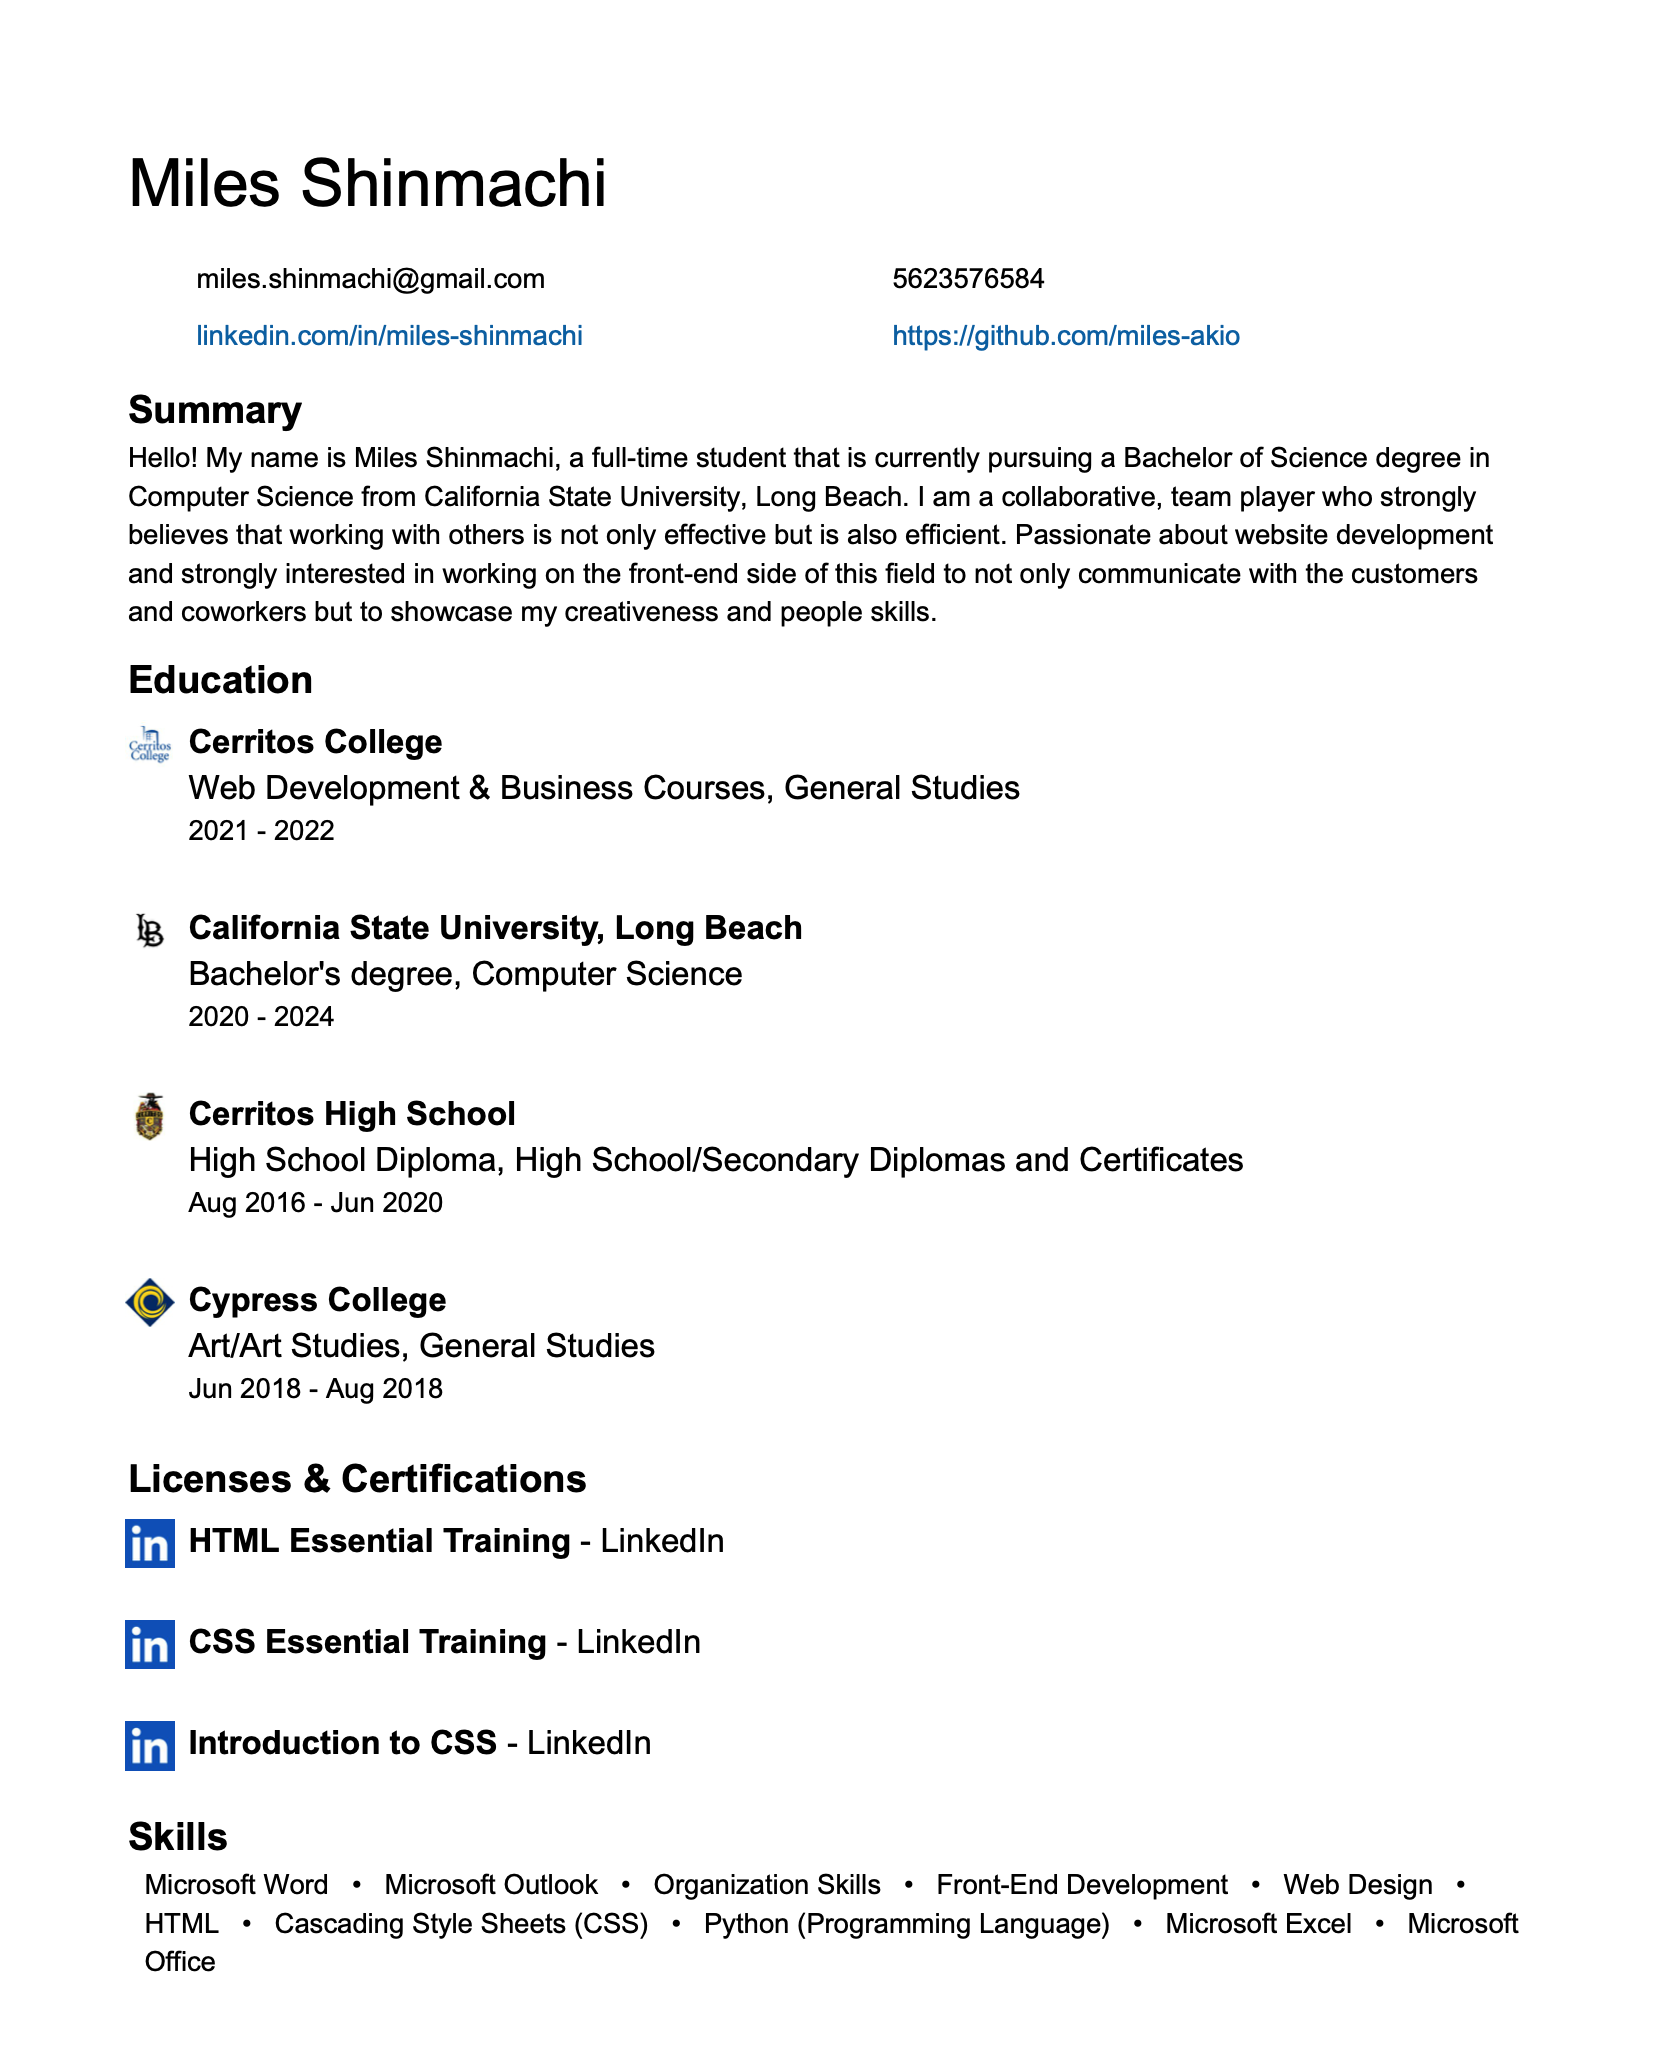 Miles Shinmachi
miles.shinmachi@gmail.com 5623576584
linkedin.com/in/miles-shinmachi https://github.com/miles-akio
Summary
Hello! My name is Miles Shinmachi, a full-time student that is currently pursuing a Bachelor of Science degree in
Computer Science from California State University, Long Beach. I am a collaborative, team player who strongly
believes that working with others is not only effective but is also efficient. Passionate about website development
and strongly interested in working on the front-end side of this field to not only communicate with the customers
and coworkers but to showcase my creativeness and people skills.
Education
Cerritos College
Cerritos College
Web Development & Business Courses, General Studies
2021 - 2022
LB California State University, Long Beach
Bachelor's degree, Computer Science
2020 - 2024
Cerritos High School
High School Diploma, High School/Secondary Diplomas and Certificates
Aug 2016 - Jun 2020
Cypress College
Art/Art Studies, General Studies
Jun 2018 - Aug 2018
Licenses & Certifications
in HTML Essential Training - LinkedIn
in CSS Essential Training - LinkedIn
in Introduction to CSS - LinkedIn
Skills
Microsoft Word • Microsoft Outlook • Organization Skills • Front-End Development • Web Design •
HTML • Cascading Style Sheets (CSS) • Python (Programming Language) • Microsoft Excel • Microsoft
Office